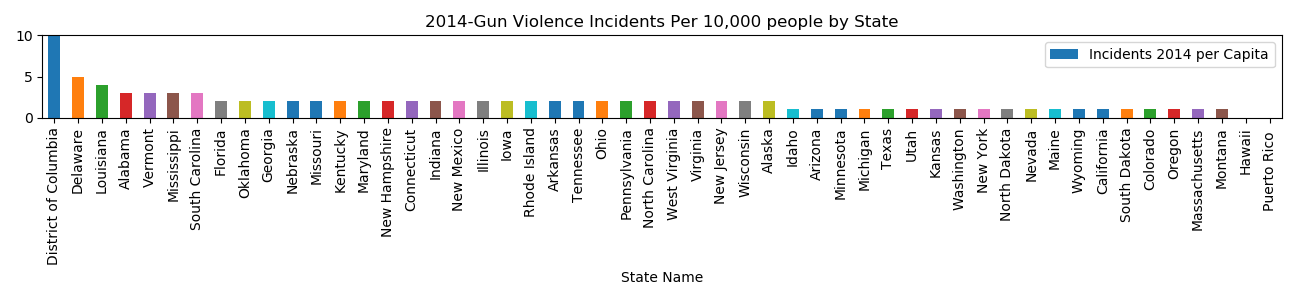 2014-Gun Violence Incidents Per 10,000 people by State
10
5
0
Incidents 2014 per Capita
District of Columbia
Delaware
Louisiana
Alabama
Vermont
Mississippi
South Carolina
Florida
Oklahoma
Georgia
Nebraska
Missouri
Kentucky
Maryland
New Hampshire
Connecticut
Indiana
New Mexico
Illinois
Iowa
Rhode Island
Arkansas
Tennessee
Ohio
Pennsylvania
North Carolina
West Virginia
Virginia
New Jersey
Wisconsin
Alaska
Idaho
Arizona
Minnesota
Michigan
Texas
Utah
Kansas
Washington
New York
North Dakota
Nevada
Maine
Wyoming
California
South Dakota
Colorado
Oregon
Massachusetts
Montana
Hawaii
Puerto Rico
State Name